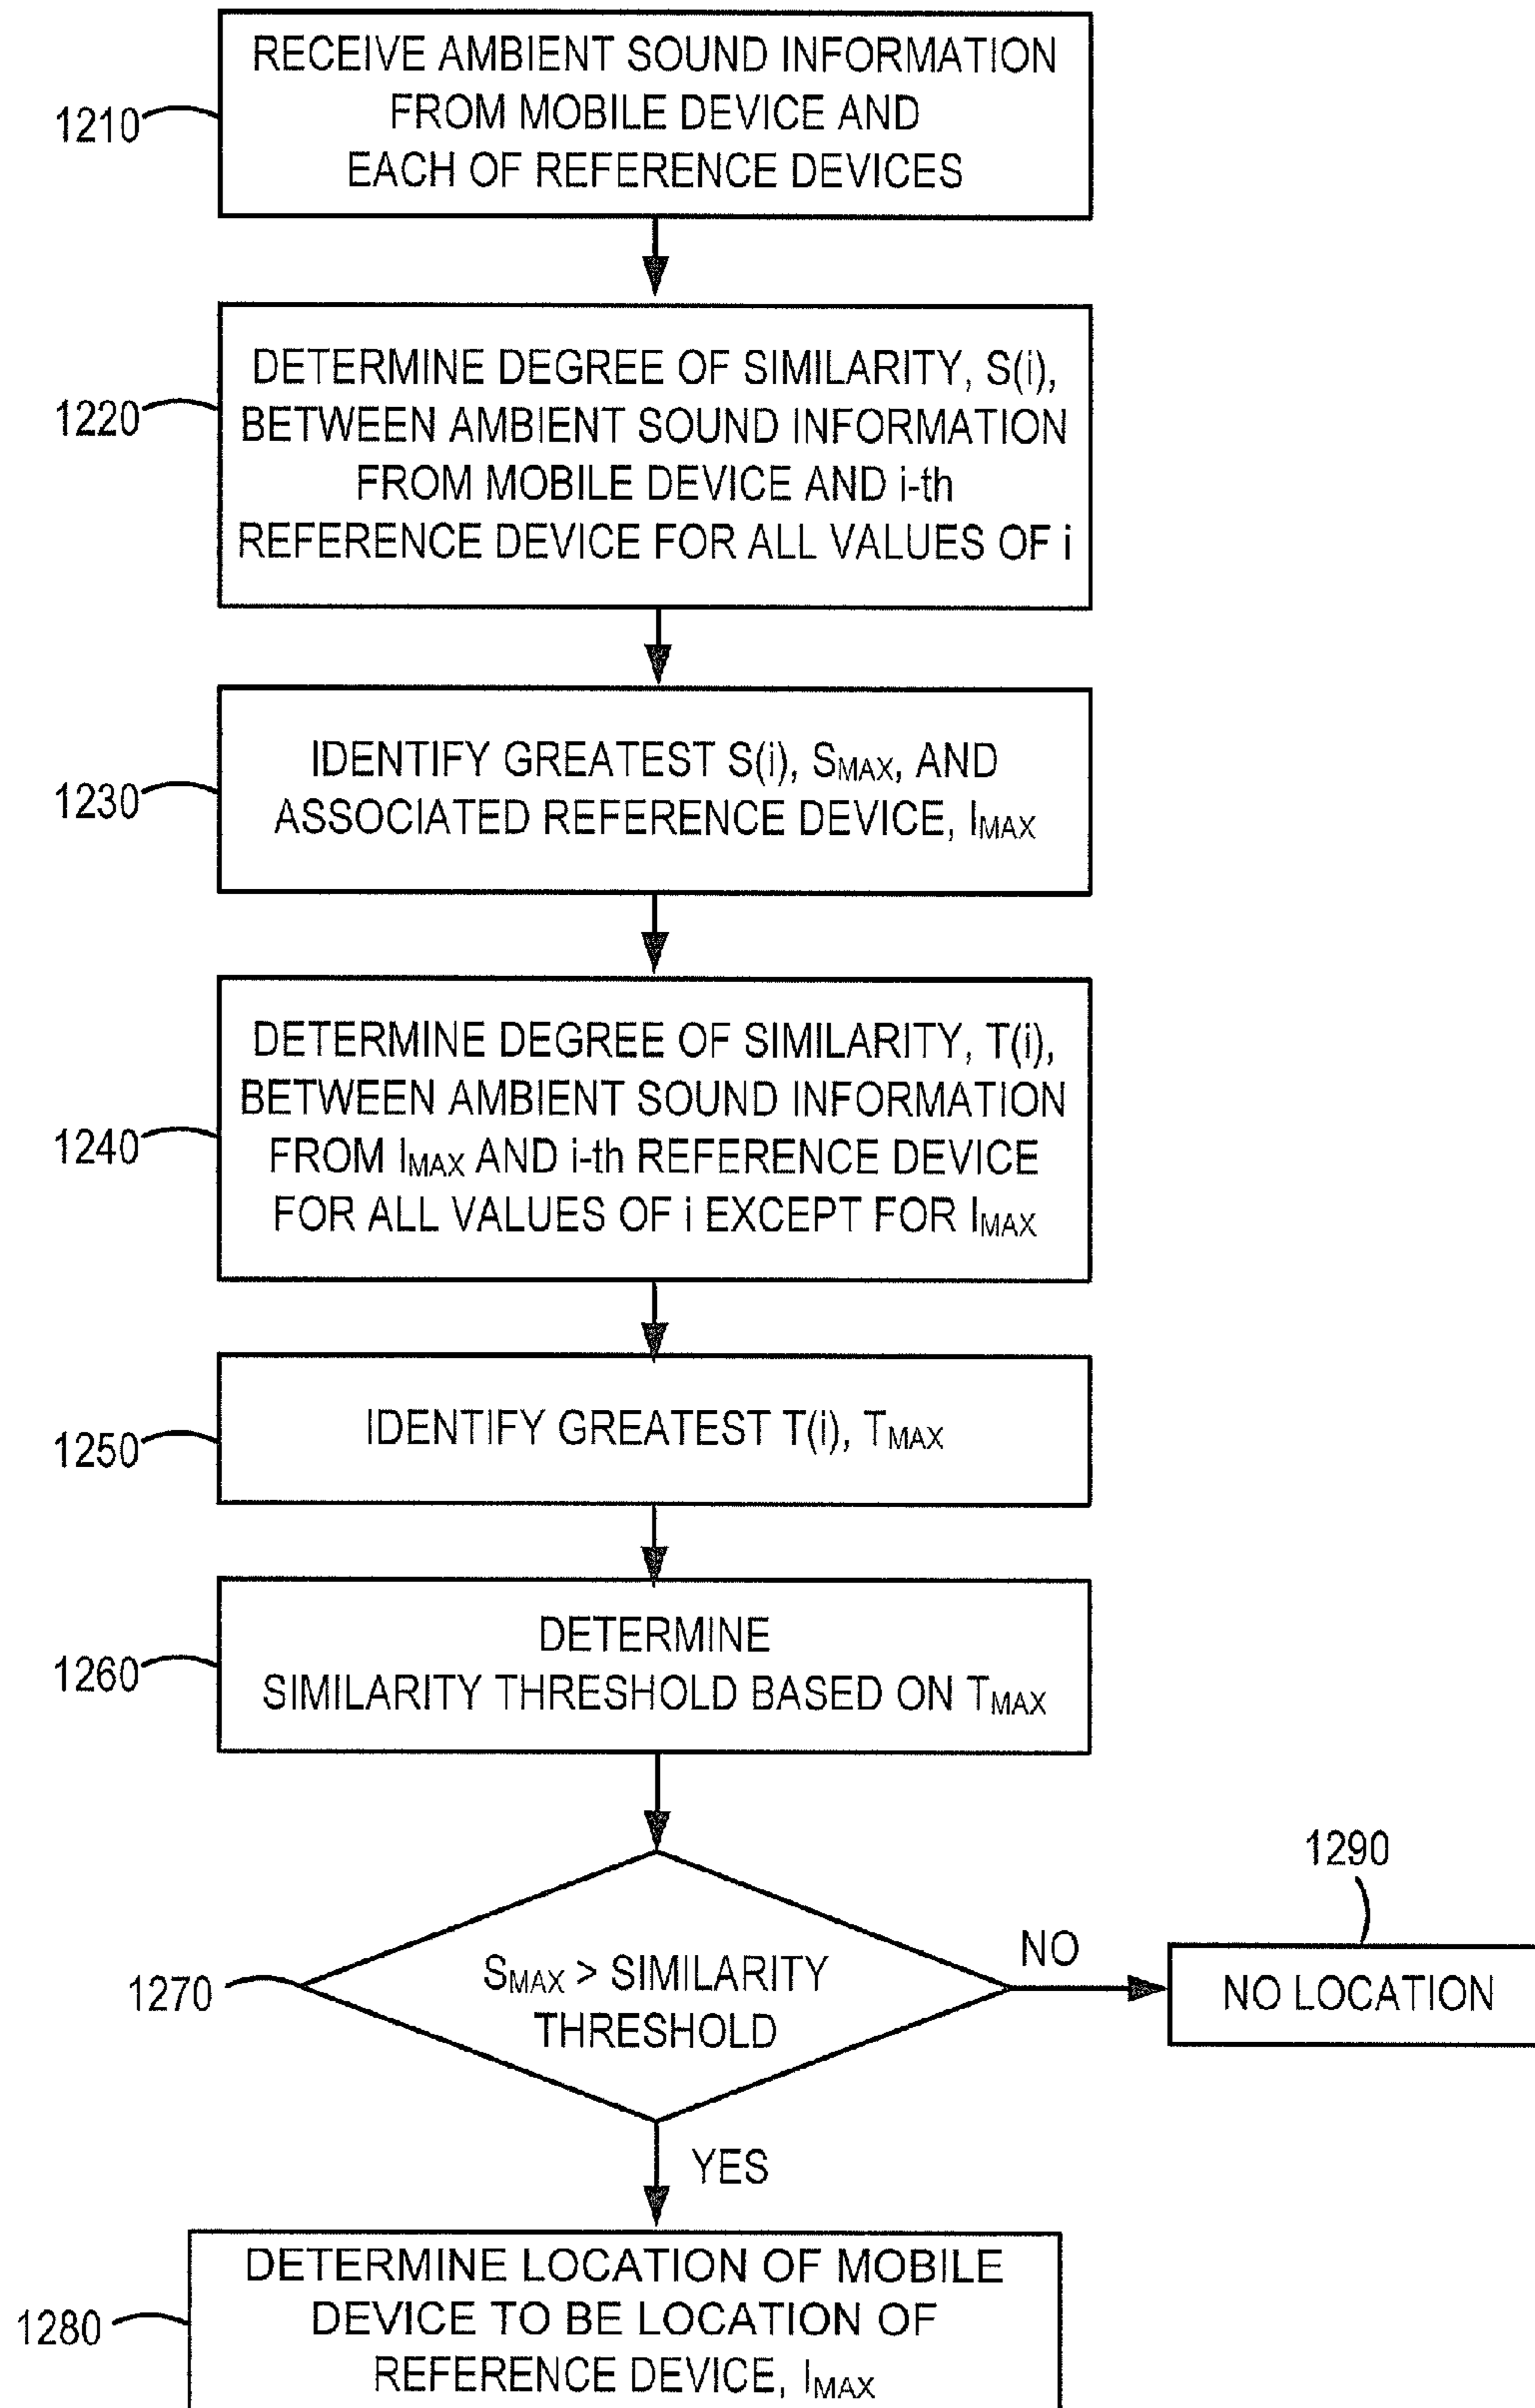 1210
RECEIVE AMBIENT SOUND INFORMATION
FROM MOBILE DEVICE AND
EACH OF REFERENCE DEVICES
1220
DETERMINE DEGREE OF SIMILARITY, S(i),
BETWEEN AMBIENT SOUND INFORMATION
FROM MOBILE DEVICE AND i-th
REFERENCE DEVICE FOR ALL VALUES OF i
1230
IDENTIFY GREATEST S(i), SMAX, AND
ASSOCIATED REFERENCE DEVICE, IMAX
1240
DETERMINE DEGREE OF SIMILARITY, T(i),
BETWEEN AMBIENT SOUND INFORMATION
FROM IMAX AND i-th REFERENCE DEVICE
FOR ALL VALUES OF i EXCEPT FOR IMAX
1250
IDENTIFY GREATEST T(i), TMAX
1260
DETERMINE
SIMILARITY THRESHOLD BASED ON TMAX
1270
SMAX > SIMILARITY
THRESHOLD
NO
1290
NO LOCATION
YES
1280
DETERMINE LOCATION OF MOBILE
DEVICE TO BE LOCATION OF
REFERENCE DEVICE, IMAX